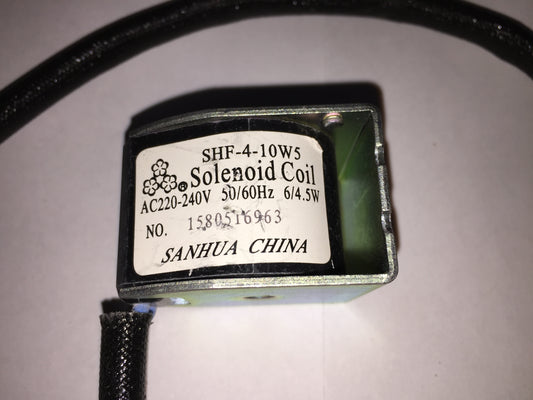 SHF-4-10W5
® Solenoid Coil
AC220-240V 50/60Hz 6/4.5W
NO. 1580516963
SANHUA CHINA